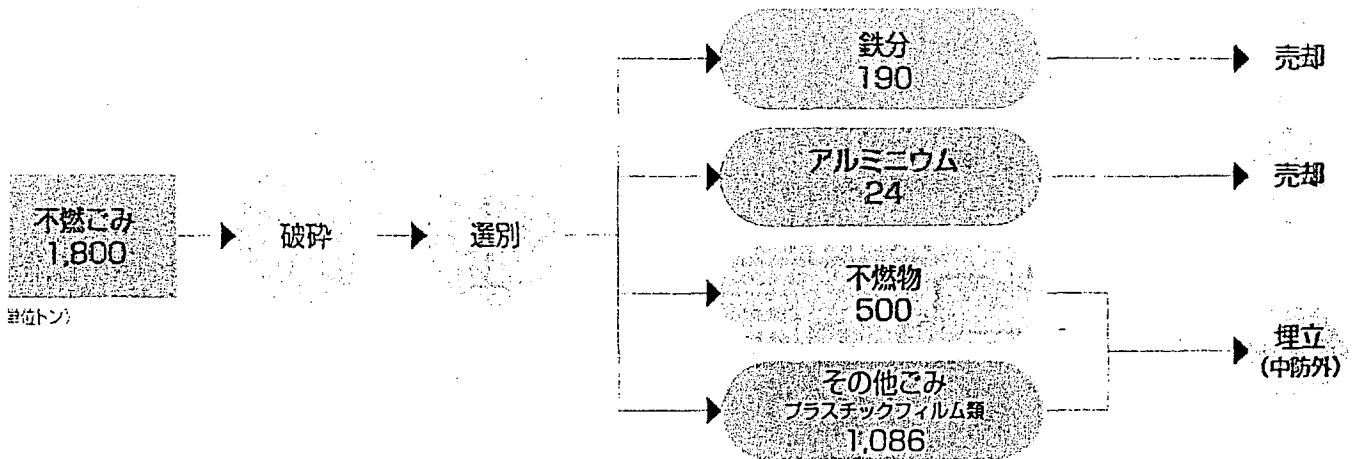 鉄分
190
売却
アルミニウム
24
売却
不燃ごみ
1,800
破砕
選別
不燃物
500
単位トン)
埋立
(中防外)
その他ごみ
プラスチックフィルム類
1,086